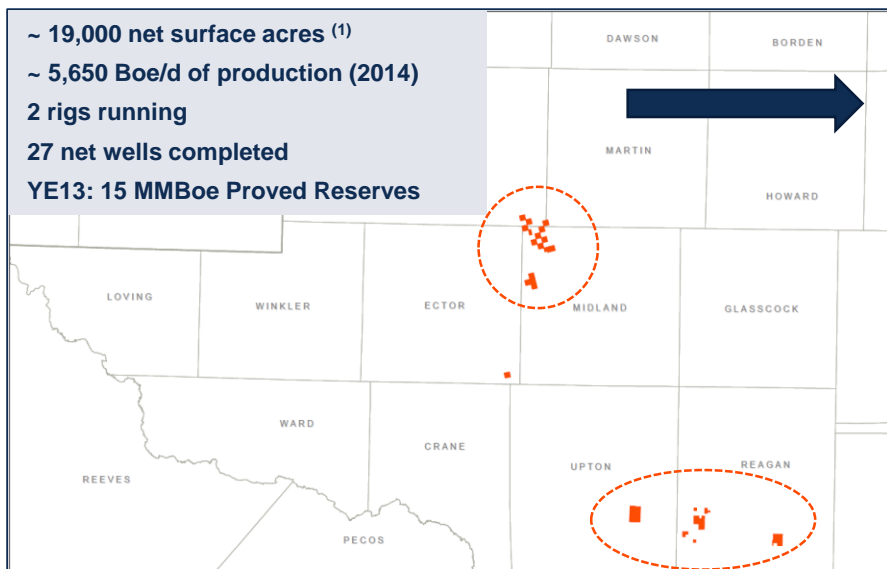 ~ 19,000 net surface acres (1)
~ 5,650 Boe/d of production (2014)
2 rigs running
27 net wells completed
YE13: 15 MMBoe Proved Reserves
DAWSON
BORDEN
MARTIN
HOWARD
LOVING
WINKLER
ECTOR
MIDLAND
GLASSCOCK
WARD
CRANE
UPTON
REAGAN
REEVES
PECOS